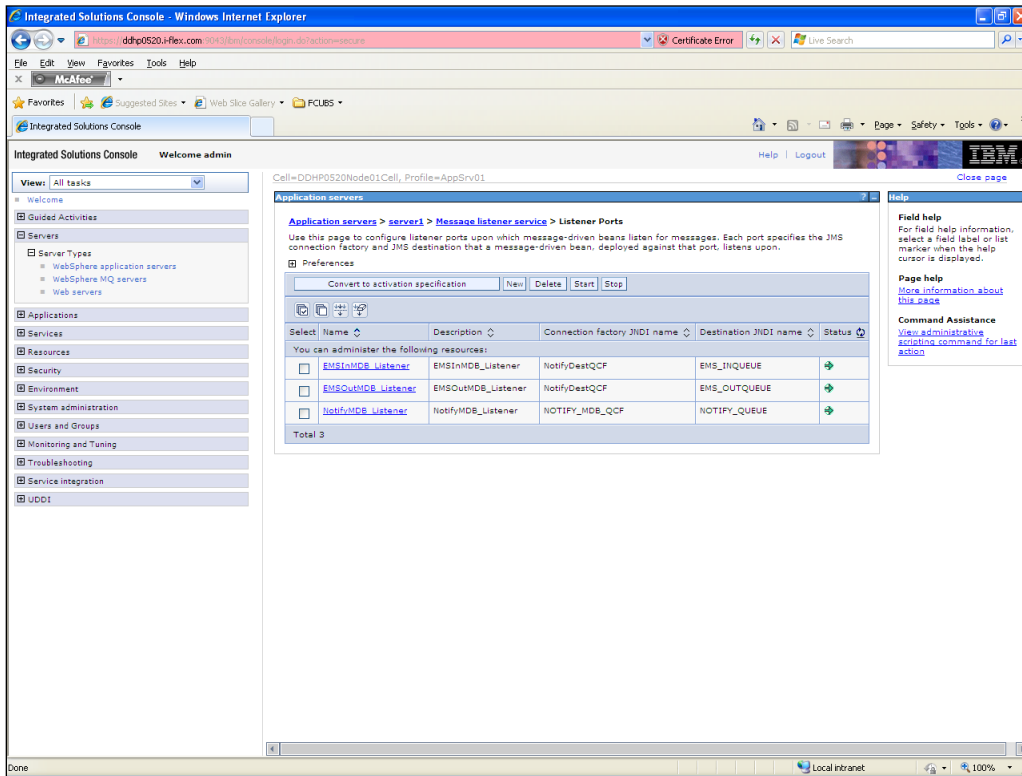 Integrated Solutions Console - Windows Internet Explorer
https://ddhp0520.i-flex.com:9043/ibm/console/login.do?action=secure
Certificate Error
Live Search
File Edit View Favorites Tools Help
McAfee
Favorites Suggested Sites Web Slice Gallery FCUBS
Integrated Solutions Console
Page Safety Tools
Integrated Solutions Console Welcome admin
Help | Logout
IBM
View: All tasks
Cell=DDHP0520Node01Cell, Profile=AppSrv01
Close page
Welcome
Guided Activities
Servers
Server Types
WebSphere application servers
WebSphere MQ servers
Web servers
Applications
Services
Resources
Security
Environment
System administration
Users and Groups
Monitoring and Tuning
Troubleshooting
Service integration
UDDI
Application servers ? -
Application servers > server1 > Message listener service > Listener Ports
Use this page to configure listener ports upon which message-driven beans listen for messages. Each port specifies the JMS
connection factory and JMS destination that a message-driven bean, deployed against that port, listens upon.
Preferences
Convert to activation specification New Delete Start Stop
Select Name Description Connection factory JNDI name Destination JNDI name Status
You can administer the following resources:
EMSInMDB_Listener EMSInMDB_Listener NotifyDestQCF EMS_INQUEUE
EMSOutMDB_Listener EMSOutMDB_Listener NotifyDestQCF EMS_OUTQUEUE
NotifyMDB_Listener NotifyMDB_Listener NOTIFY_MDB_QCF NOTIFY_QUEUE
Total 3
Help
Field help
For field help information,
select a field label or list
marker when the help
cursor is displayed.
Page help
More information about
this page
Command Assistance
View administrative
scripting command for last
action
Done
Local intranet
100%